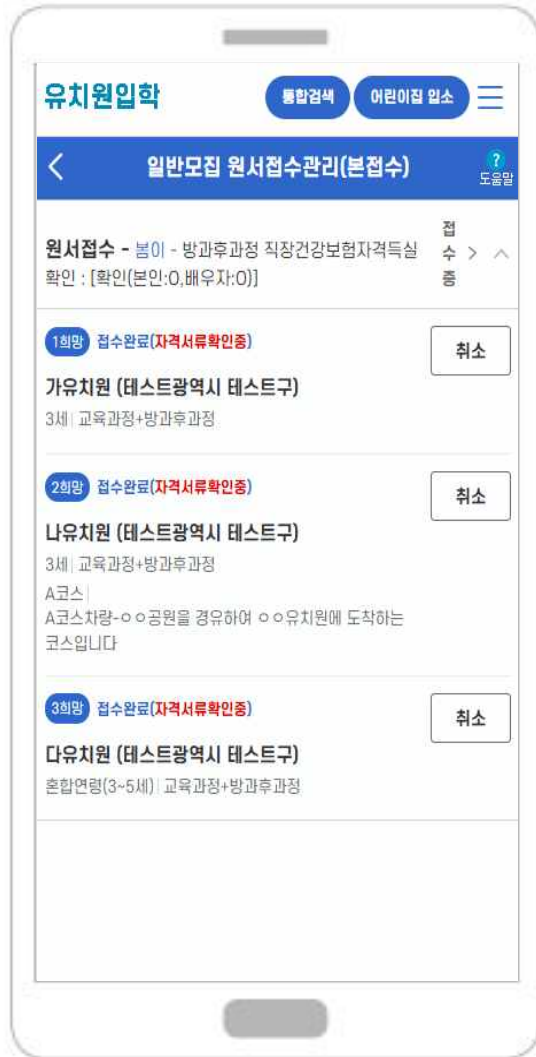 유치원입학
통합검색
어린이집 입소
일반모집 원서접수관리(본접수)
?
도움말
원서접수 - 봄이 - 방과후과정 직장건강보험자격득실
확인 : [확인(본인:O,배우자:O)]
접
수
중
1희망 접수완료(자격서류확인중)
취소
가유치원 (테스트광역시 테스트구)
3세| 교육과정+방과후과정
2희망 접수완료(자격서류확인중)
취소
나유치원 (테스트광역시 테스트구)
3세| 교육과정+방과후과정
A코스|
A코스차량-ㅇㅇ공원을 경유하여 ㅇㅇ유치원에 도착하는
코스입니다
3희망 접수완료(자격서류확인중)
취소
다유치원 (테스트광역시 테스트구)
혼합연령(3~5세)| 교육과정+방과후과정